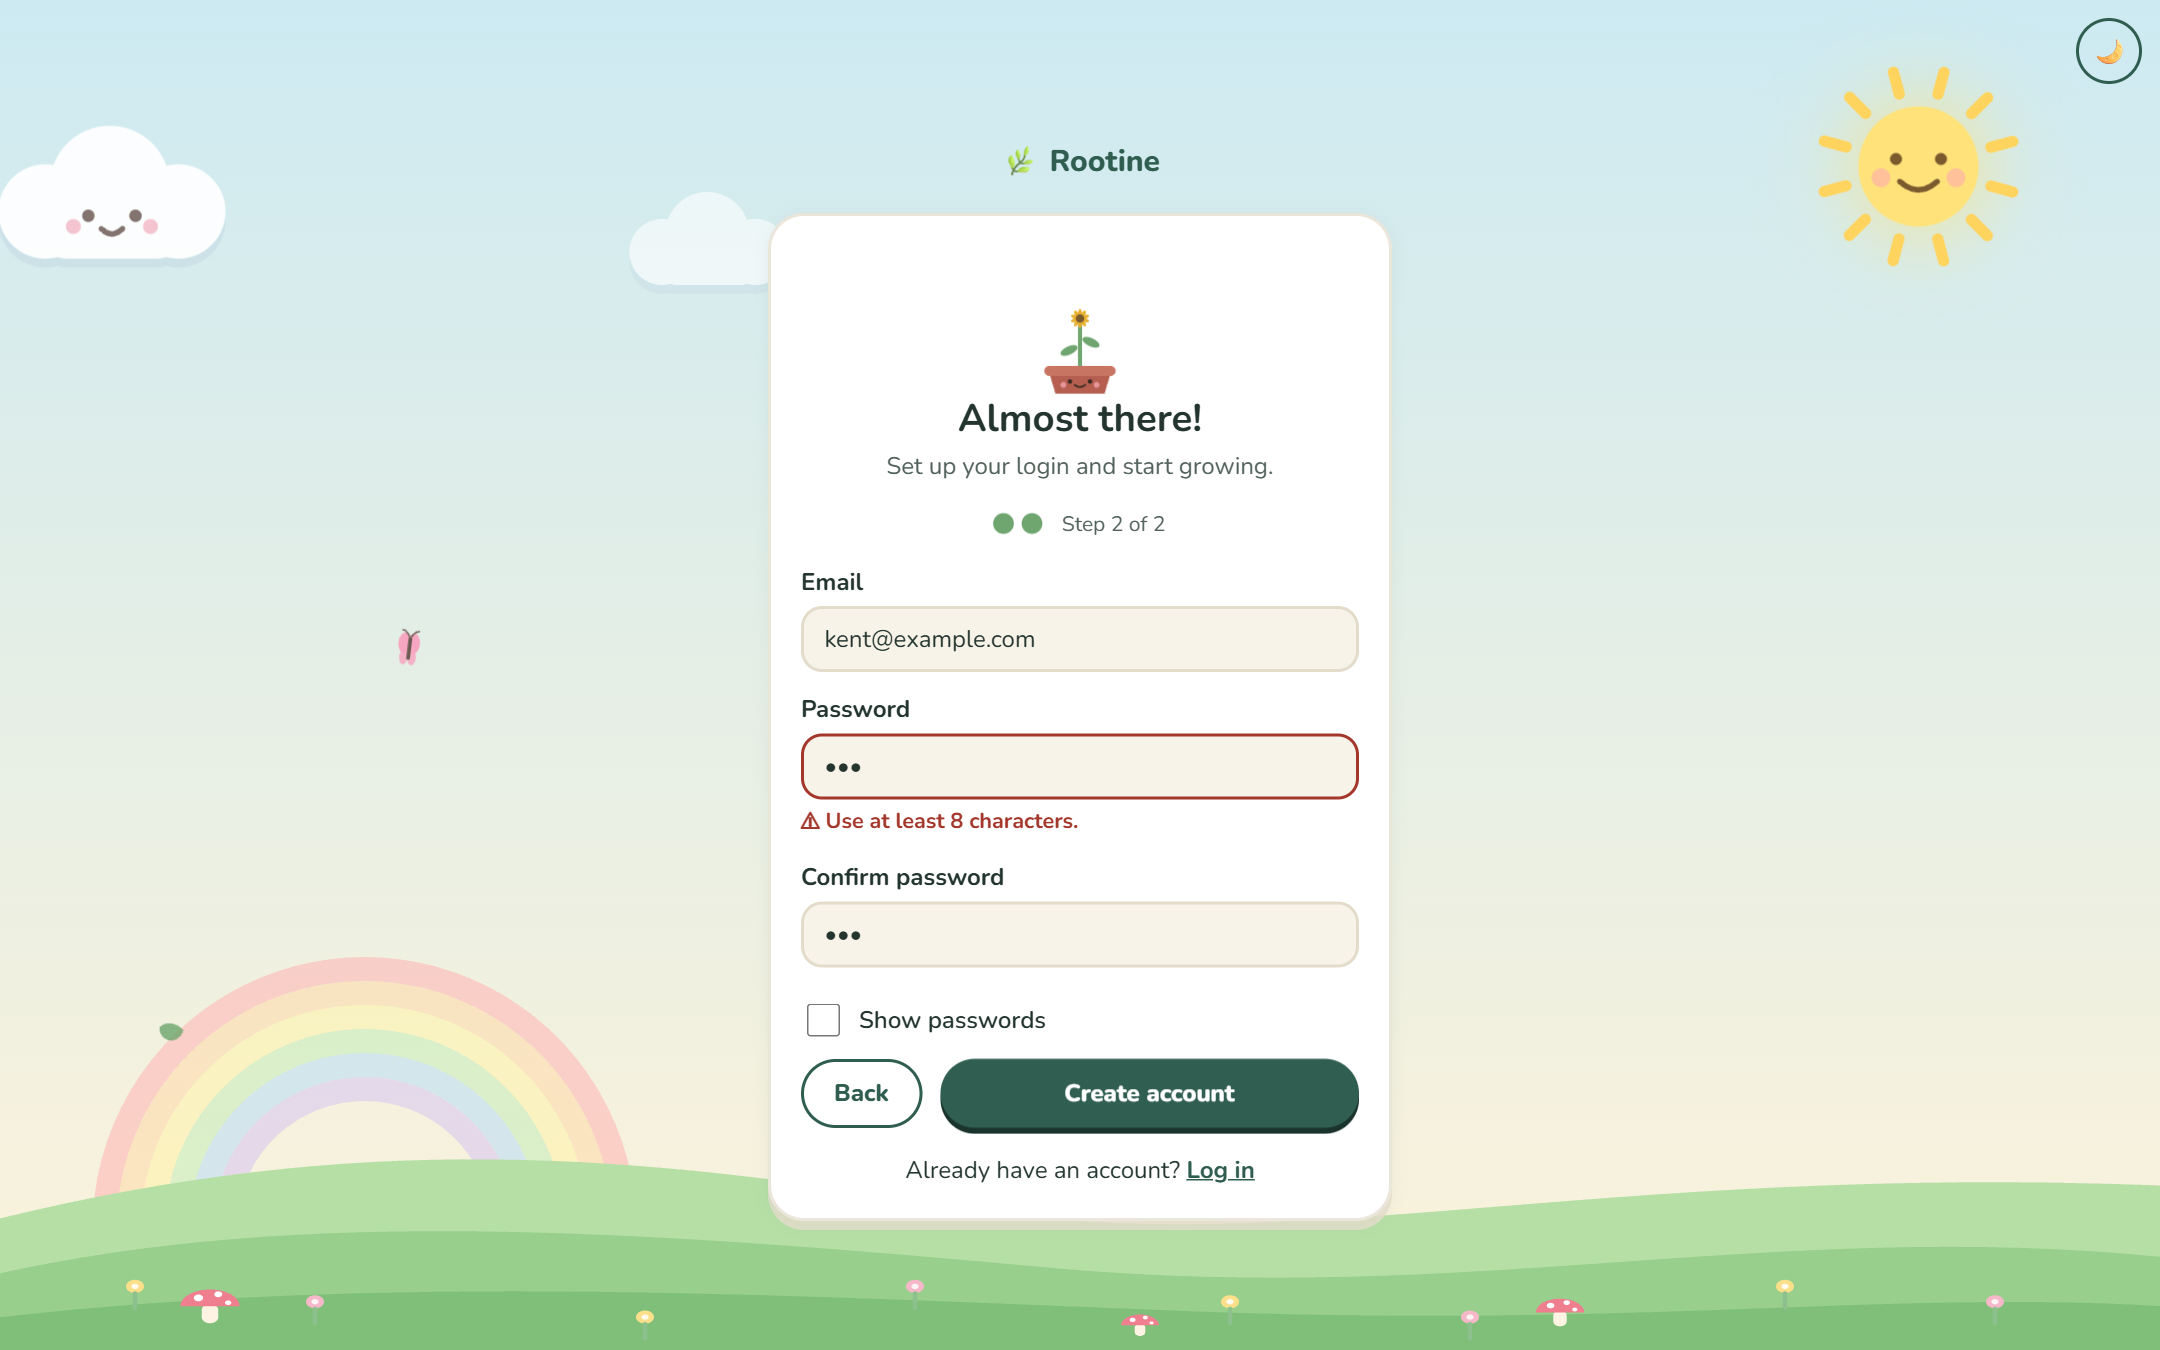 Rootine
Almost there!
Set up your login and start growing.
Step 2 of 2
Email
kent@example.com
Password
•••
⚠ Use at least 8 characters.
Confirm password
•••
Show passwords
Back
Create account
Already have an account? Log in